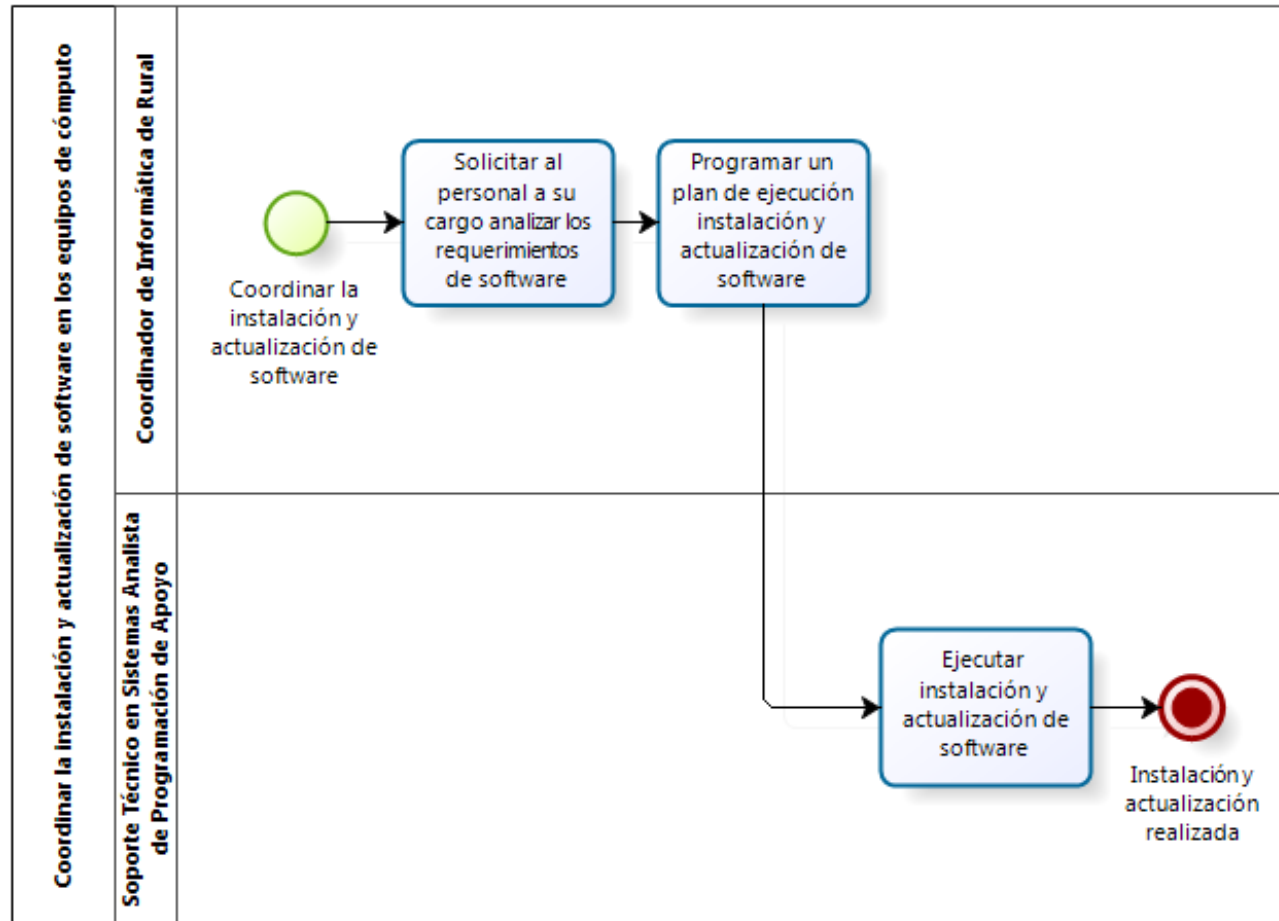 Coordinar la instalación y actualización de software en los equipos de cómputo
Coordinador de Informática de Rural
Solicitar al
personal a su
cargo analizar los
requerimientos
de software
Programar un
plan de ejecución
instalación y
actualización de
software
Coordinar la
instalación y
actualización de
software
Soporte Técnico en Sistemas Analista
de Programación de Apoyo
Ejecutar
instalación y
actualización de
software
Instalación y
actualización
realizada